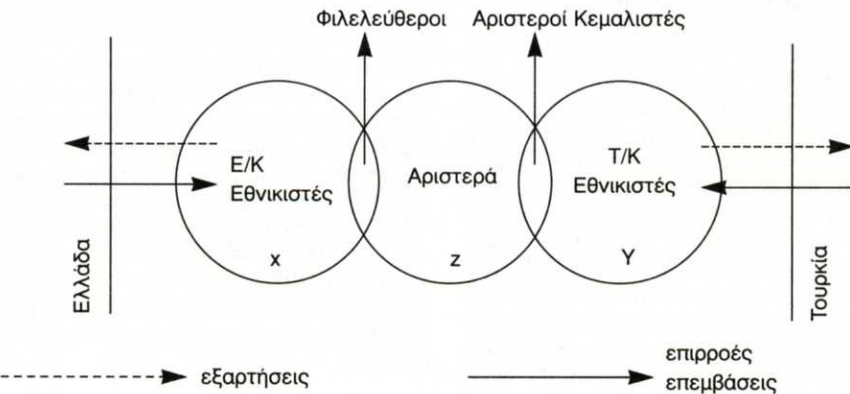 Φιλελεύθεροι Αριστεροί Κεμαλιστές
Ε/Κ
Εθνικιστές
Αριστερά
Τ/Κ
Εθνικιστές
x
z
Υ
Ελλάδα
Τουρκία
εξαρτήσεις
επιρροές
επεμβάσεις